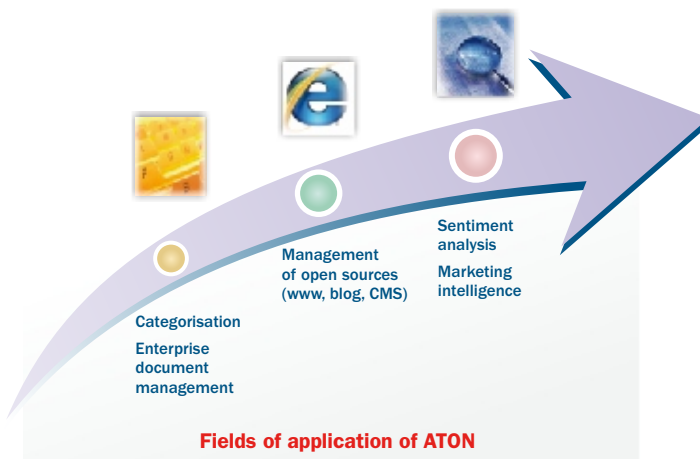 Categorisation
Enterprise
document
management
Management
of open sources
(www, blog, CMS)
Sentiment
analysis
Marketing
intelligence
Fields of application of ATON